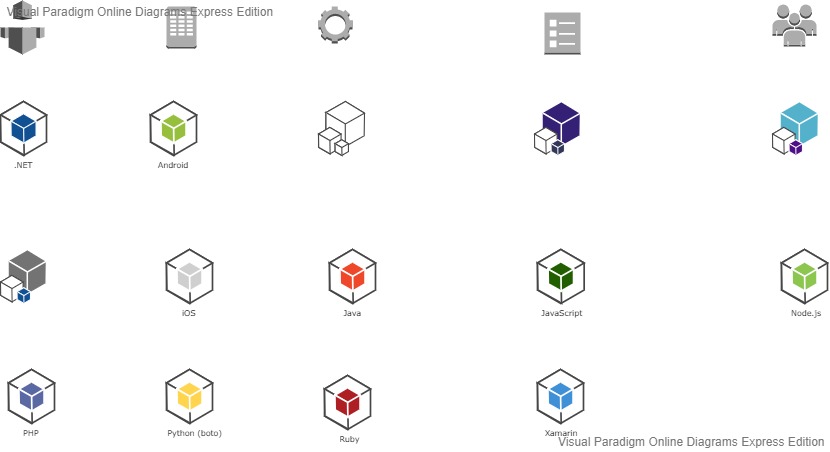 Visual Paradigm Online Diagrams Express Edition
.NET
Android
iOS
Java
JavaScript
Node.js
PHP
Python (boto)
Ruby
Xamarin
Visual Paradigm Online Diagrams Express Edition